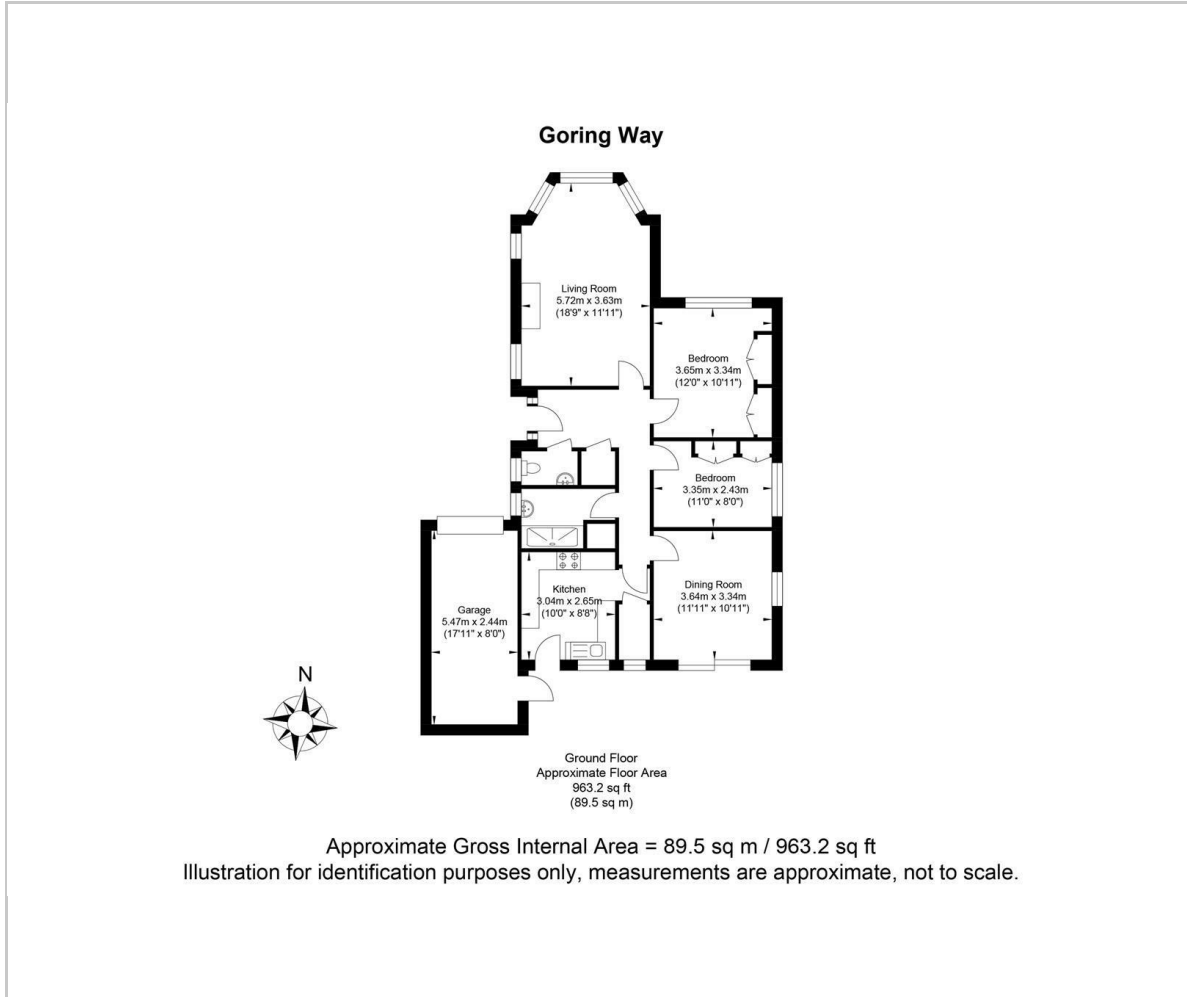 Goring Way
Living Room
5.72m x 3.63m
(18'9" x 11'11")
Bedroom
3.65m x 3.34m
(12'0" x 10'11")
Bedroom
3.35m x 2.43m
(11'0" x 8'0")
Kitchen
3.04m x 2.65m
(10'0" x 8'8")
Dining Room
3.64m x 3.34m
(11'11" x 10'11")
Garage
5.47m x 2.44m
(17'11" x 8'0")
N
Ground Floor
Approximate Floor Area
963.2 sq ft
(89.5 sq m)
Approximate Gross Internal Area = 89.5 sq m / 963.2 sq ft
Illustration for identification purposes only, measurements are approximate, not to scale.